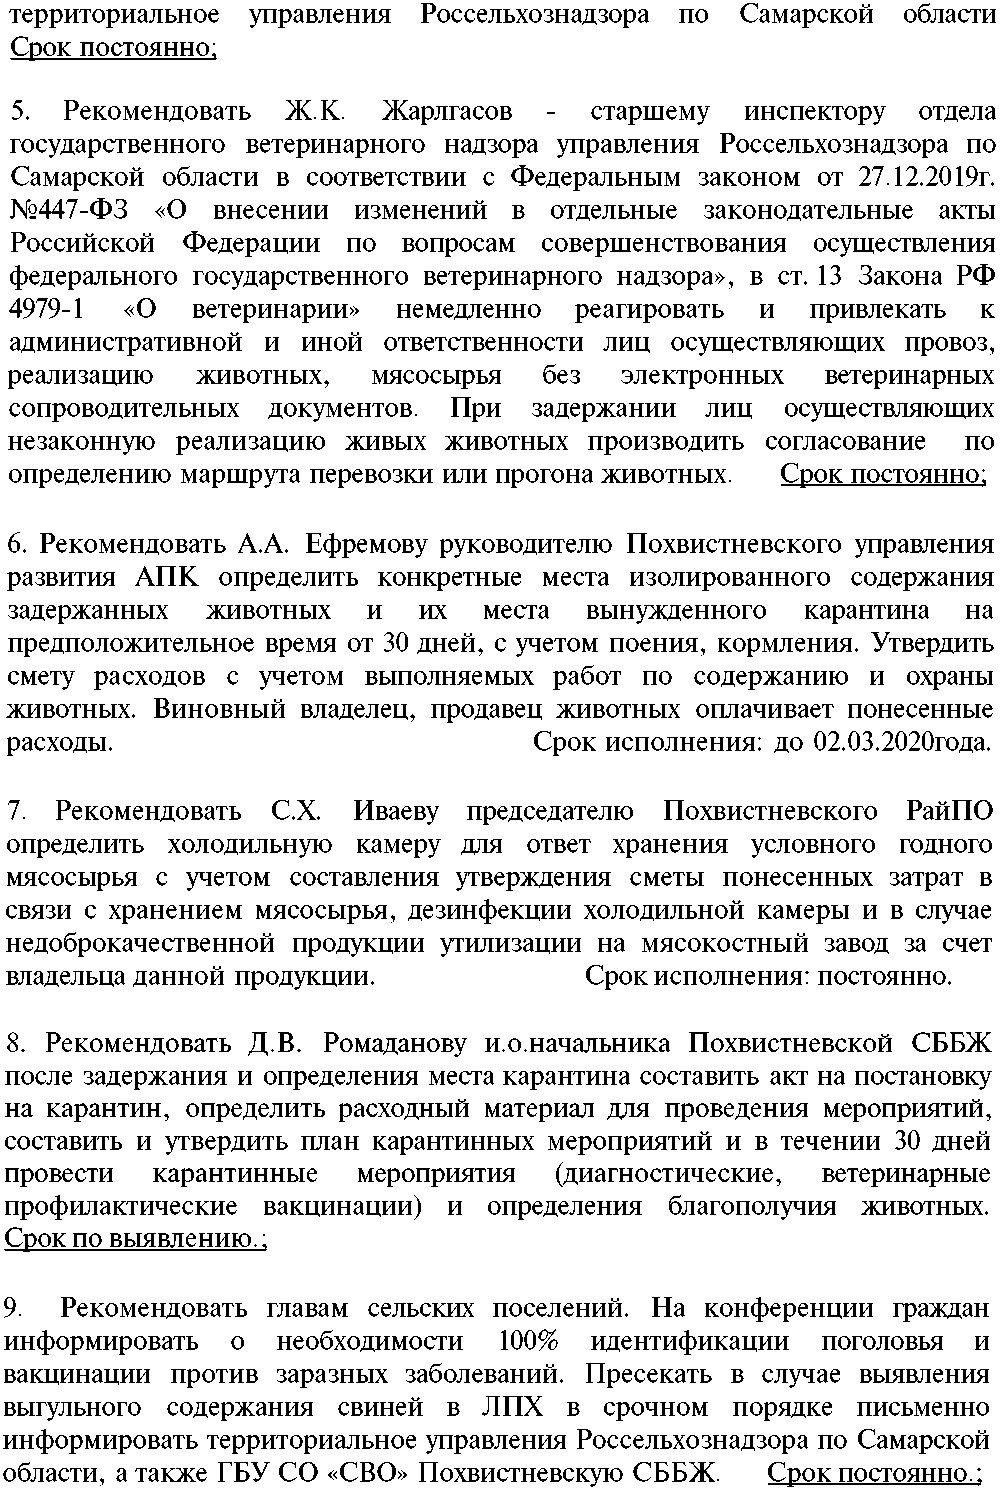 территориальное управления Россельхознадзора по Самарской области
Срок постоянно;
5. Рекомендовать Ж.К. Жарлгасов - старшему инспектору отдела
государственного ветеринарного надзора управления Россельхознадзора по
Самарской области в соответствии с Федеральным законом от 27.12.2019г.
№447-ФЗ «О внесении изменений в отдельные законодательные акты
Российской Федерации по вопросам совершенствования осуществления
федерального государственного ветеринарного надзора», в ст. 13 Закона РФ
4979-1 «О ветеринарии» немедленно реагировать и привлекать к
административной и иной ответственности лиц осуществляющих провоз,
реализацию животных, мясосырья без электронных ветеринарных
сопроводительных документов. При задержании лиц осуществляющих
незаконную реализацию живых животных производить согласование по
определению маршрута перевозки или прогона животных. Срок постоянно;
6. Рекомендовать А.А. Ефремову руководителю Похвистневского управления
развития АПК определить конкретные места изолированного содержания
задержанных животных и их места вынужденного карантина на
предположительное время от 30 дней, с учетом поения, кормления. Утвердить
смету расходов с учетом выполняемых работ по содержанию и охраны
животных. Виновный владелец, продавец животных оплачивает понесенные
расходы. Срок исполнения: до 02.03.2020года.
7. Рекомендовать С.Х. Иваеву председателю Похвистневского РайПО
определить холодильную камеру для ответ хранения условного годного
мясосырья с учетом составления утверждения сметы понесенных затрат в
связи с хранением мясосырья, дезинфекции холодильной камеры и в случае
недоброкачественной продукции утилизации на мясокостный завод за счет
владельца данной продукции. Срок исполнения: постоянно.
8. Рекомендовать Д.В. Ромаданову и.о.начальника Похвистневской СББЖ
после задержания и определения места карантина составить акт на постановку
на карантин, определить расходный материал для проведения мероприятий,
составить и утвердить план карантинных мероприятий и в течении 30 дней
провести карантинные мероприятия (диагностические, ветеринарные
профилактические вакцинации) и определения благополучия животных.
Срок по выявлению.;
9. Рекомендовать главам сельских поселений. На конференции граждан
информировать о необходимости 100% идентификации поголовья и
вакцинации против заразных заболеваний. Пресекать в случае выявления
выгульного содержания свиней в ЛПХ в срочном порядке письменно
информировать территориальное управления Россельхознадзора по Самарской
области, а также ГБУ СО «СВО» Похвистневскую СББЖ. Срок постоянно.;